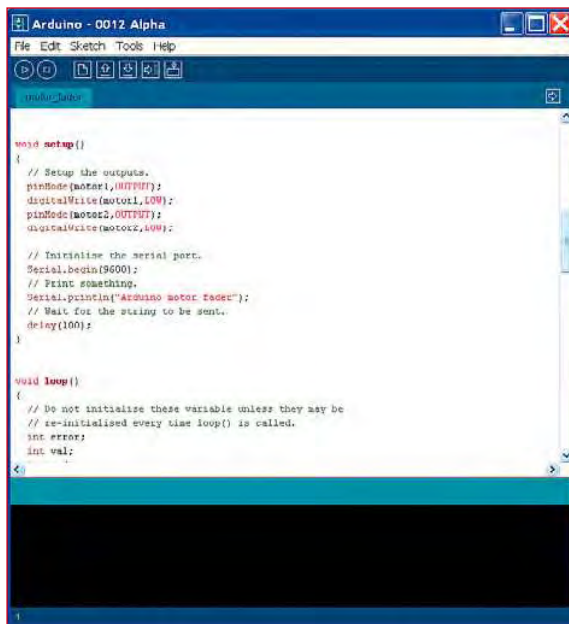 Arduino - 0012 Alpha
File Edit Sketch Tools Help
motor_fader
void setup()
{
// Setup the outputs.
pinMode(motor1,OUTPUT);
digitalWrite(motor1,LOW);
pinMode(motor2,OUTPUT);
digitalWrite(motor2,LOW);
// Initialise the serial port.
Serial.begin(9600);
// Print something.
Serial.println("Arduino motor fader");
// Wait for the string to be sent.
delay(100);
}
void loop()
{
// Do not initialise these variable unless they may be
// re-initialised every time loop() is called.
int error;
int val;